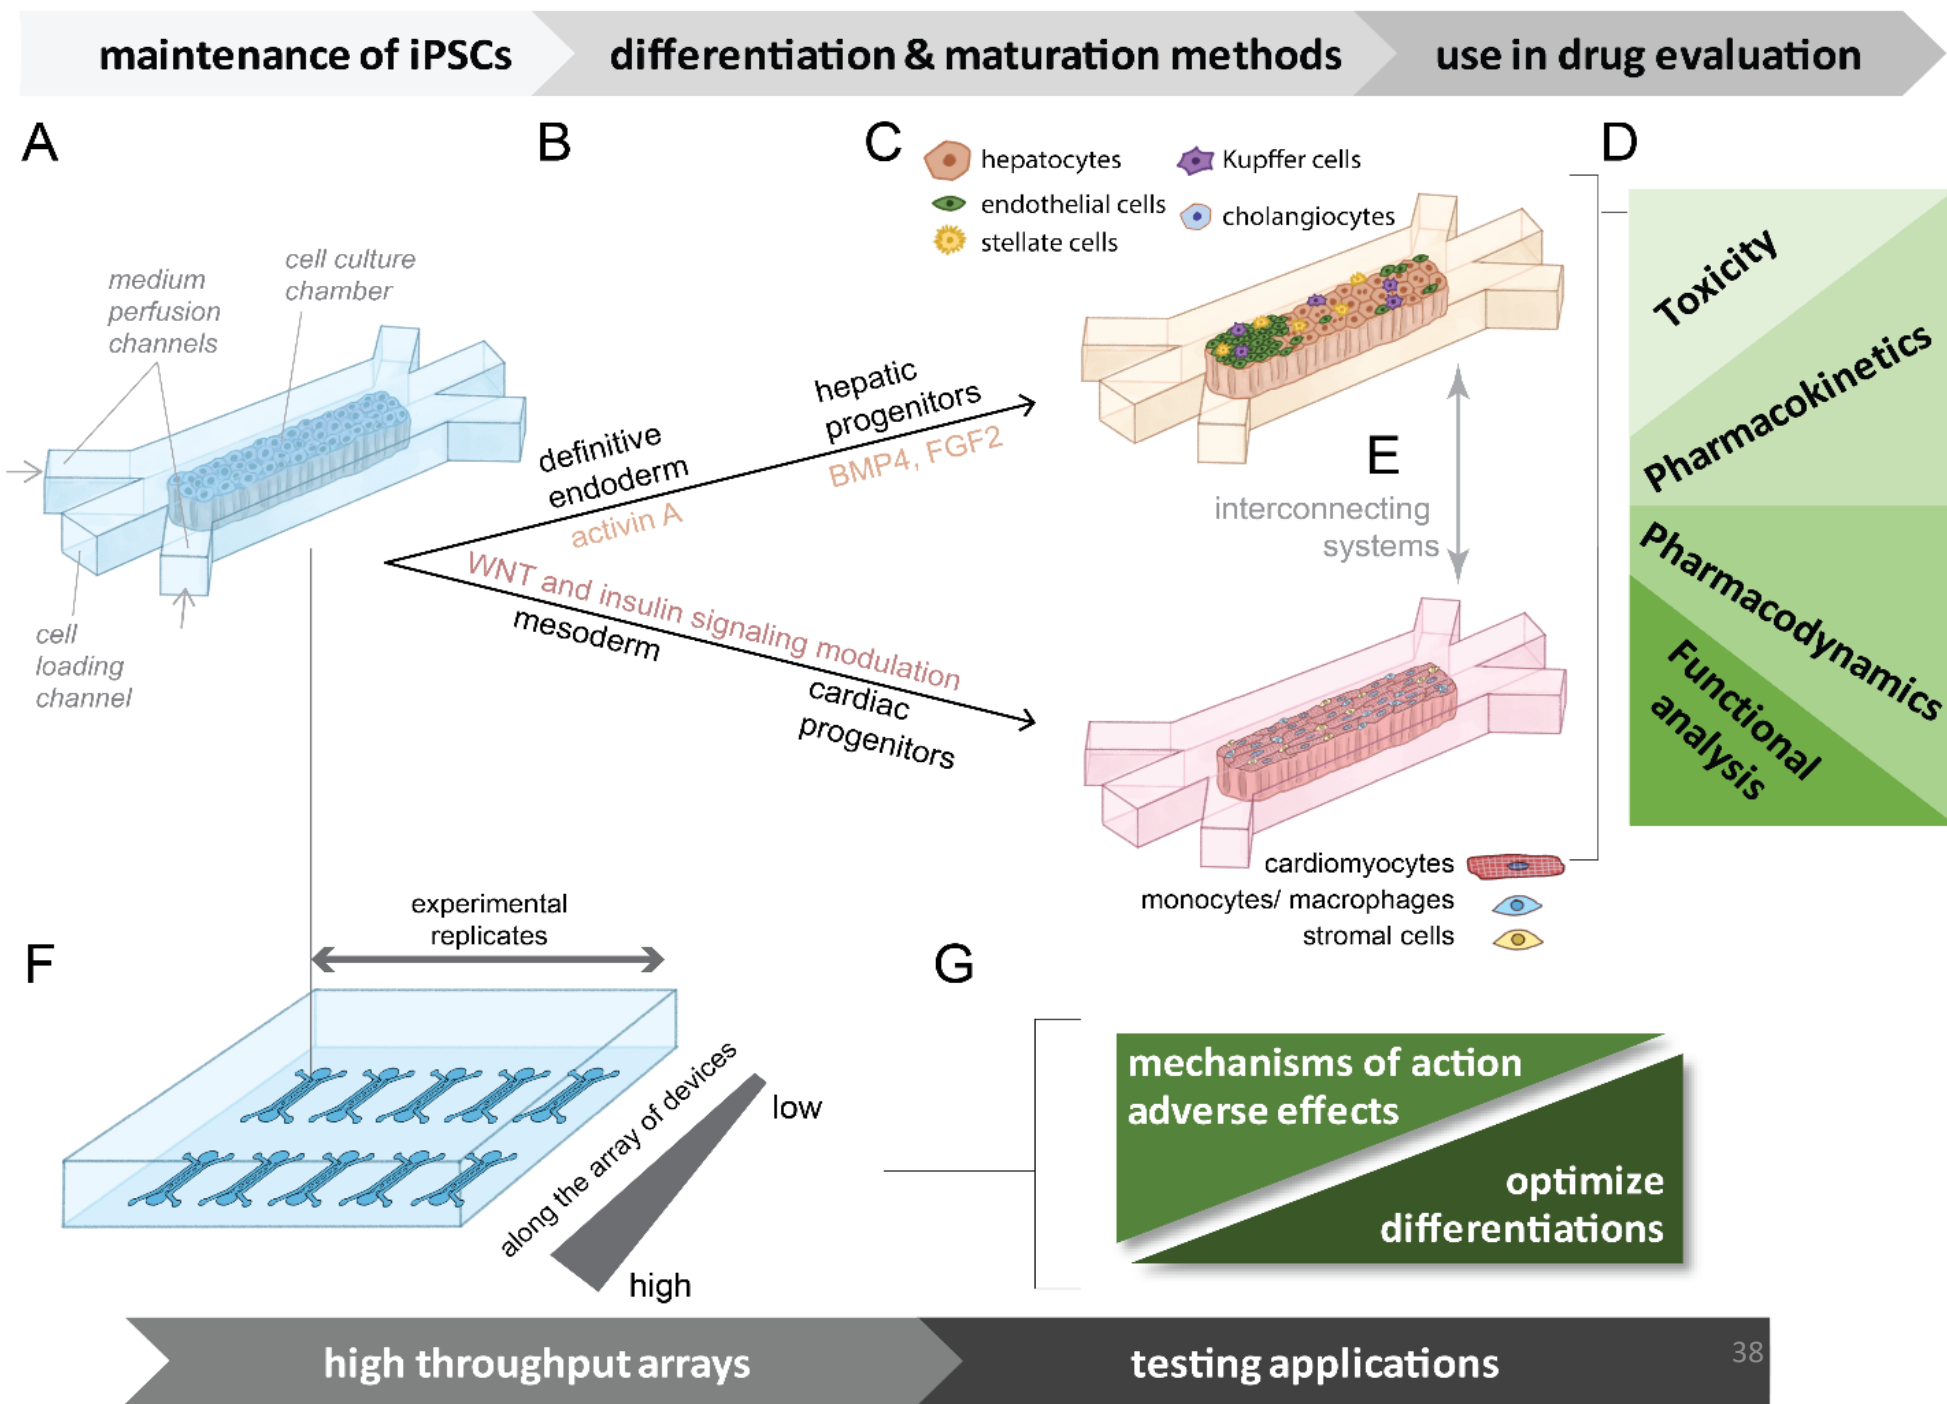 maintenance of iPSCs
differentiation & maturation methods
use in drug evaluation
A
medium
perfusion
channels
cell culture
chamber
cell
loading
channel
B
definitive
endoderm
activin A
hepatic
progenitors
BMP4, FGF2
WNT and insulin signaling modulation
mesoderm
cardiac
progenitors
C
hepatocytes
endothelial cells
stellate cells
Kupffer cells
cholangiocytes
D
Toxicity
Pharmacokinetics
Pharmacodynamics
Functional
analysis
E
interconnecting
systems
cardiomyocytes
monocytes/ macrophages
stromal cells
F
experimental
replicates
along the array of devices
low
high
G
mechanisms of action
adverse effects
optimize
differentiations
high throughput arrays
testing applications
38